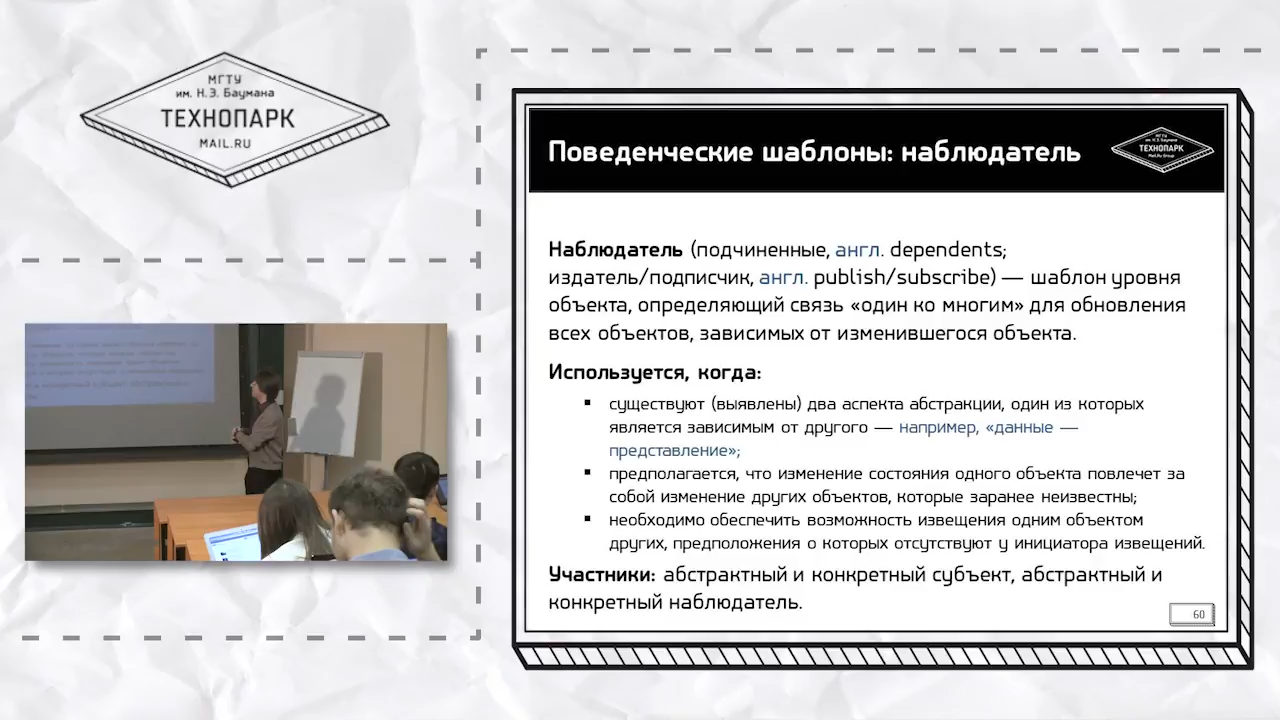 МГТУ
им. Н.Э. Баумана
ТЕХНОПАРК
MAIL.RU
Поведенческие шаблоны: наблюдатель
ТЕХНОПАРК
Mail.Ru Group
Наблюдатель (подчиненные, англ. dependents;
издатель/подписчик, англ. publish/subscribe) — шаблон уровня
объекта, определяющий связь «один ко многим» для обновления
всех объектов, зависимых от изменившегося объекта.
Используется, когда:
▪ существуют (выявлены) два аспекта абстракции, один из которых
является зависимым от другого — например, «данные —
представление»;
▪ предполагается, что изменение состояния одного объекта повлечет за
собой изменение других объектов, которые заранее неизвестны;
▪ необходимо обеспечить возможность извещения одним объектом
других, предположения о которых отсутствуют у инициатора извещений.
Участники: абстрактный и конкретный субъект, абстрактный и
конкретный наблюдатель.
60